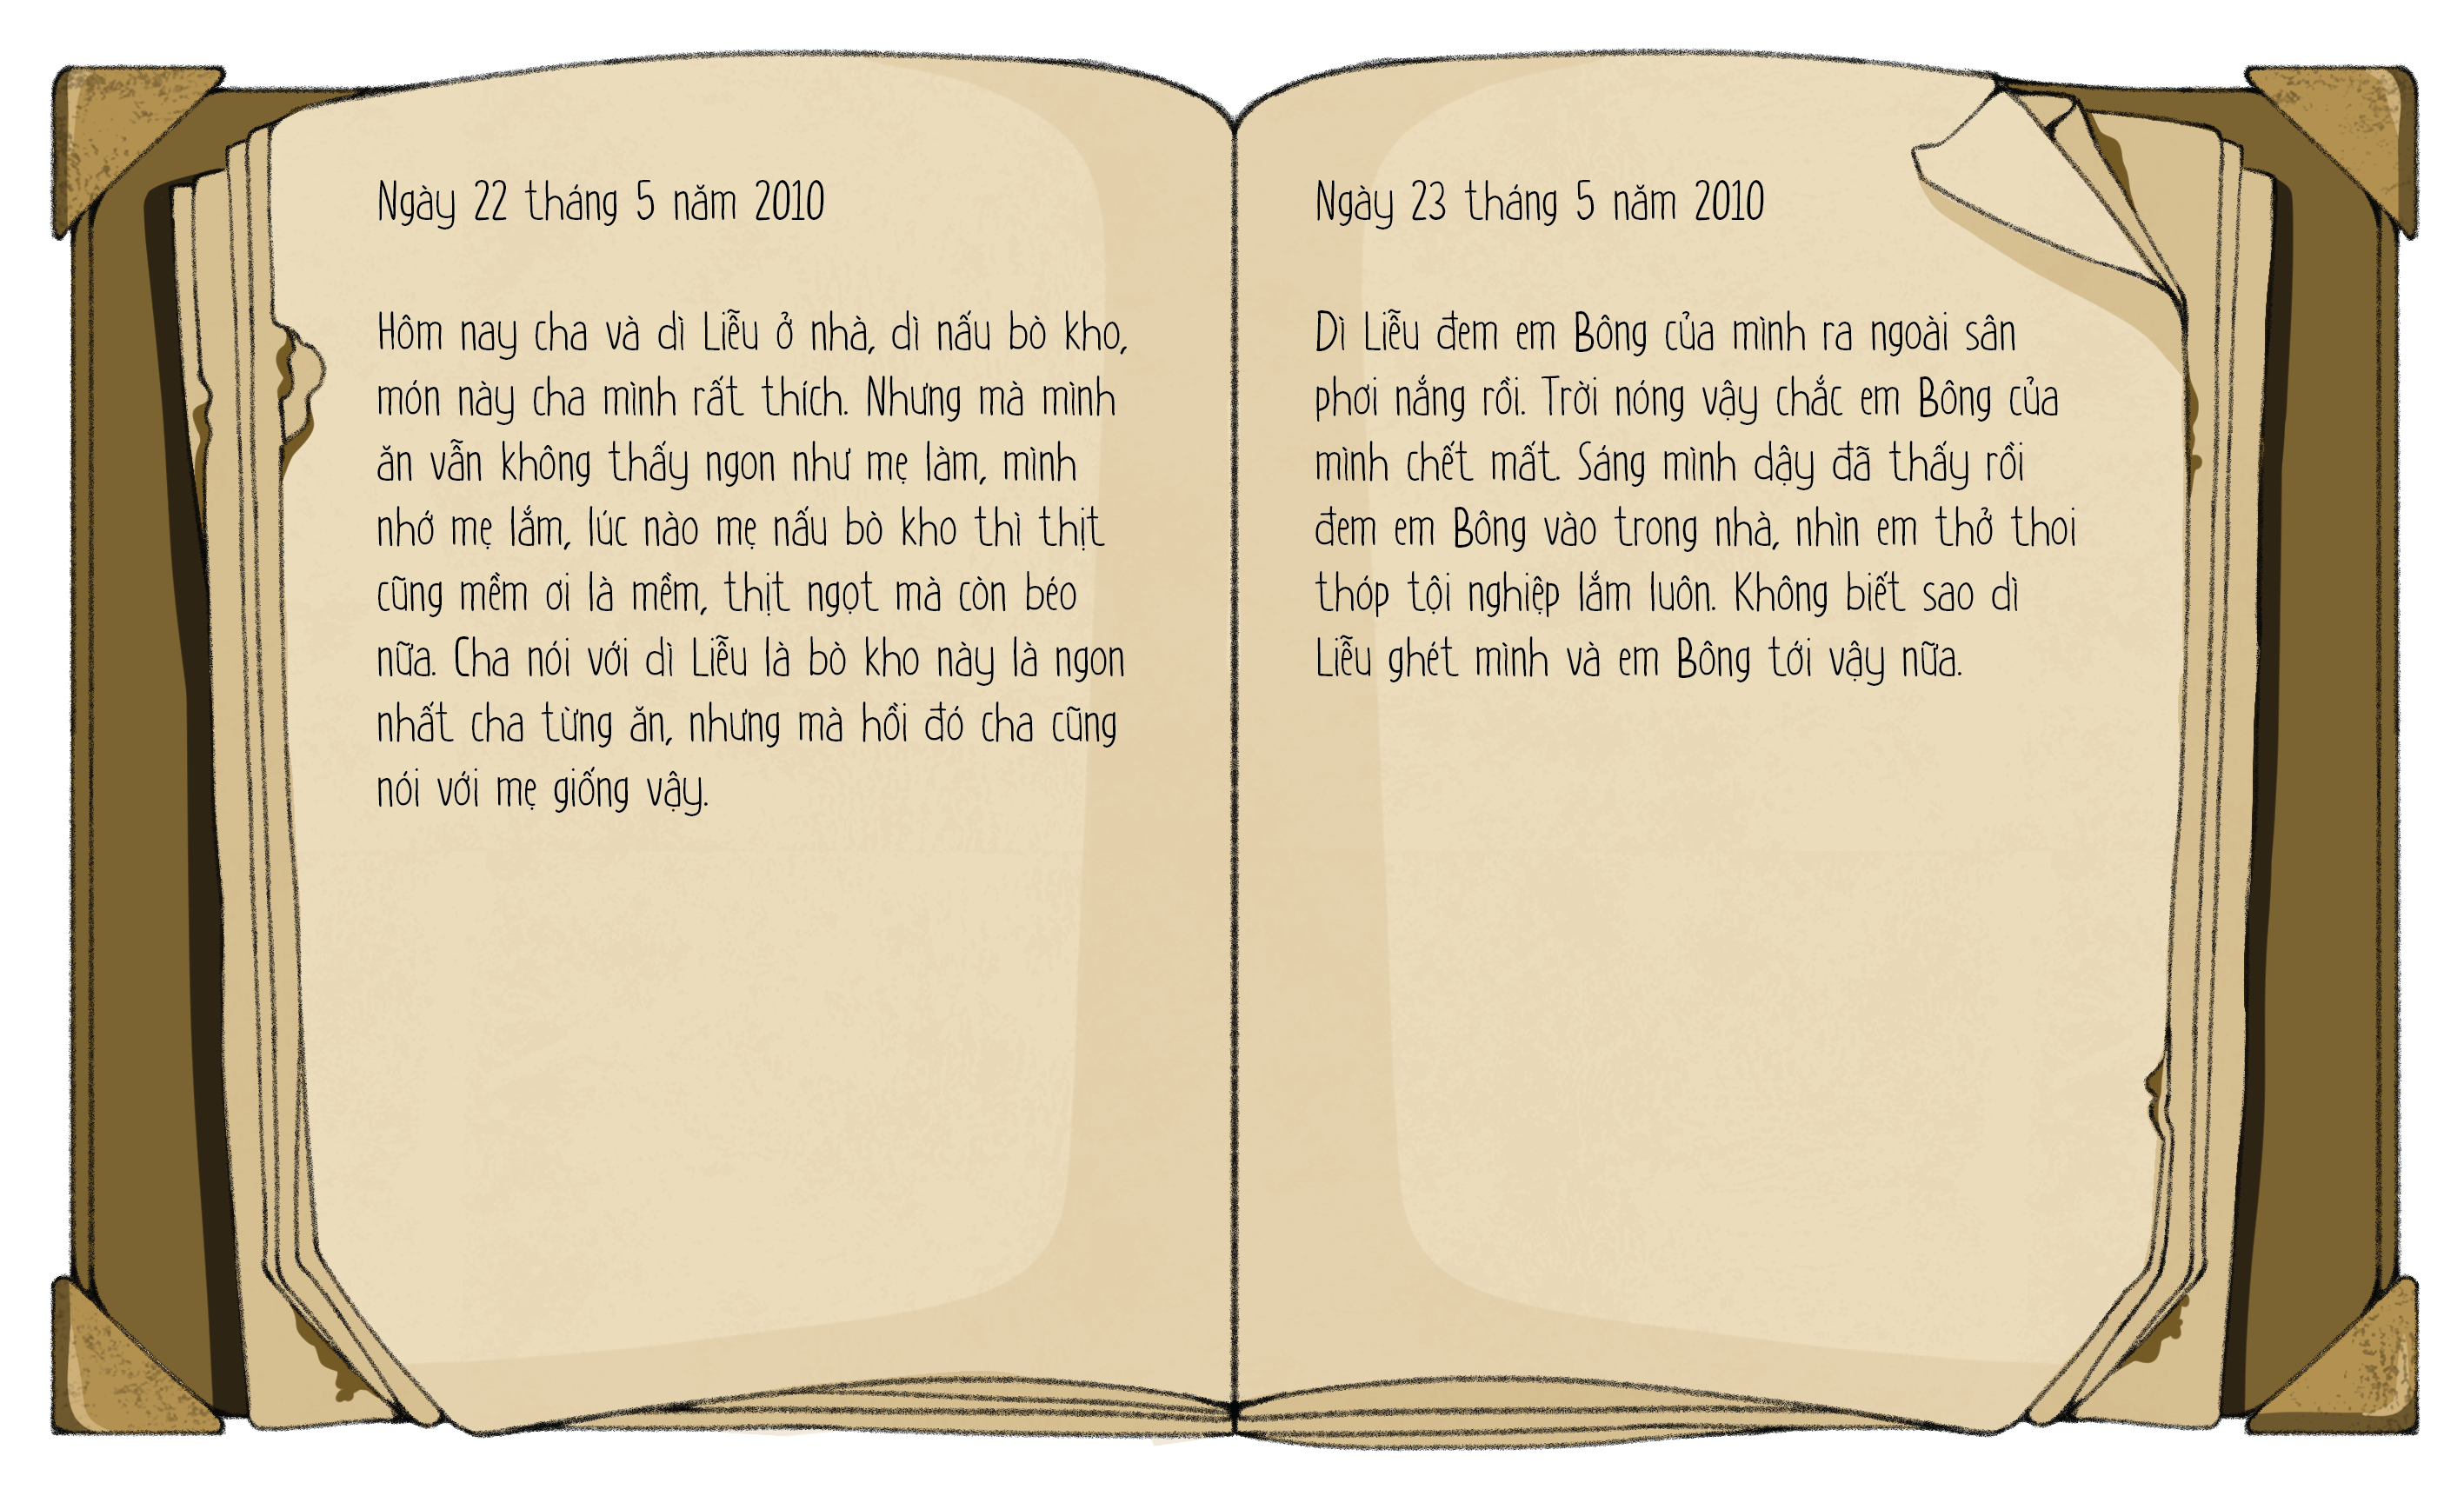 Ngày 22 tháng 5 năm 2010
Hôm nay cha và dì Liễu ở nhà, dì nấu bò kho,
món này cha mình rất thích. Nhưng mà mình
ăn vẫn không thấy ngon như mẹ làm, mình
nhớ mẹ lắm, lúc nào mẹ nấu bò kho thì thịt
cũng mềm ơi là mềm, thịt ngọt mà còn béo
nữa. Cha nói với dì Liễu là bò kho này là ngon
nhất cha từng ăn, nhưng mà hồi đó cha cũng
nói với mẹ giống vậy.
Ngày 23 tháng 5 năm 2010
Dì Liễu đem em Bông của mình ra ngoài sân
phơi nắng rồi. Trời nóng vậy chắc em Bông của
mình chết mất. Sáng mình dậy đã thấy rồi
đem em Bông vào trong nhà, nhìn em thở thoi
thóp tội nghiệp lắm luôn. Không biết sao dì
Liễu ghét mình và em Bông tới vậy nữa.